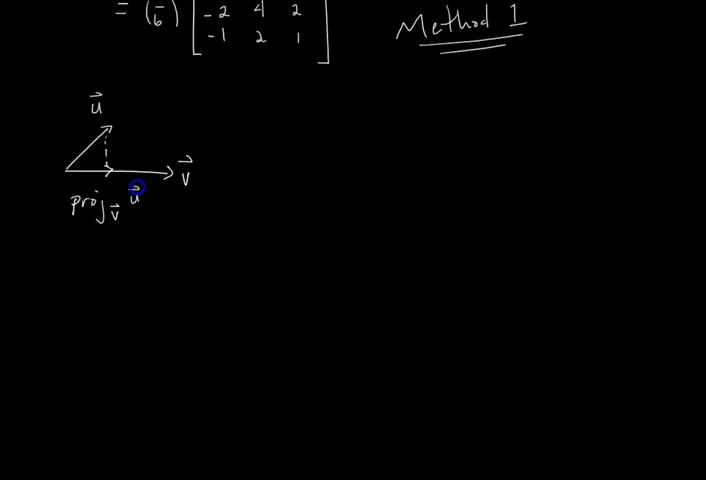 = (1/6) [ -2 4 2
-1 2 1 ]
Method 1
u⃗
v⃗
proj_v⃗ u⃗